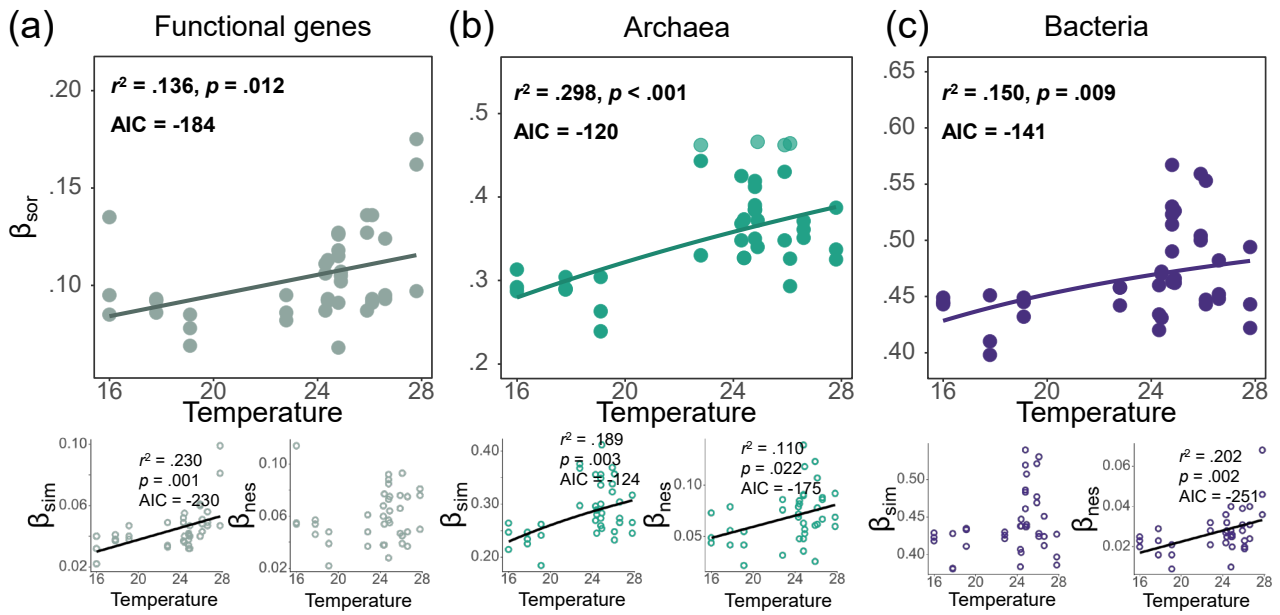 (a) Functional genes
(b) Archaea
(c) Bacteria
r² = .136, p = .012
AIC = -184
.20
.15
.10
βsor
16 20 24 28
Temperature
r² = .298, p < .001
AIC = -120
.5
.4
.3
.2
16 20 24 28
Temperature
r² = .150, p = .009
AIC = -141
.65
.60
.55
.50
.45
.40
16 20 24 28
Temperature
0.10
0.08
0.06
0.04
0.02
βsim
r² = .230
p = .001
AIC = -230
16 20 24 28
Temperature
0.10
0.06
0.02
βnes
16 20 24 28
Temperature
0.40
0.30
0.20
βsim
r² = .189
p = .003
AIC = -124
16 20 24 28
Temperature
0.10
0.05
βnes
r² = .110
p = .022
AIC = -175
16 20 24 28
Temperature
0.50
0.45
0.40
βsim
16 20 24 28
Temperature
0.06
0.04
0.02
βnes
r² = .202
p = .002
AIC = -251
16 20 24 28
Temperature